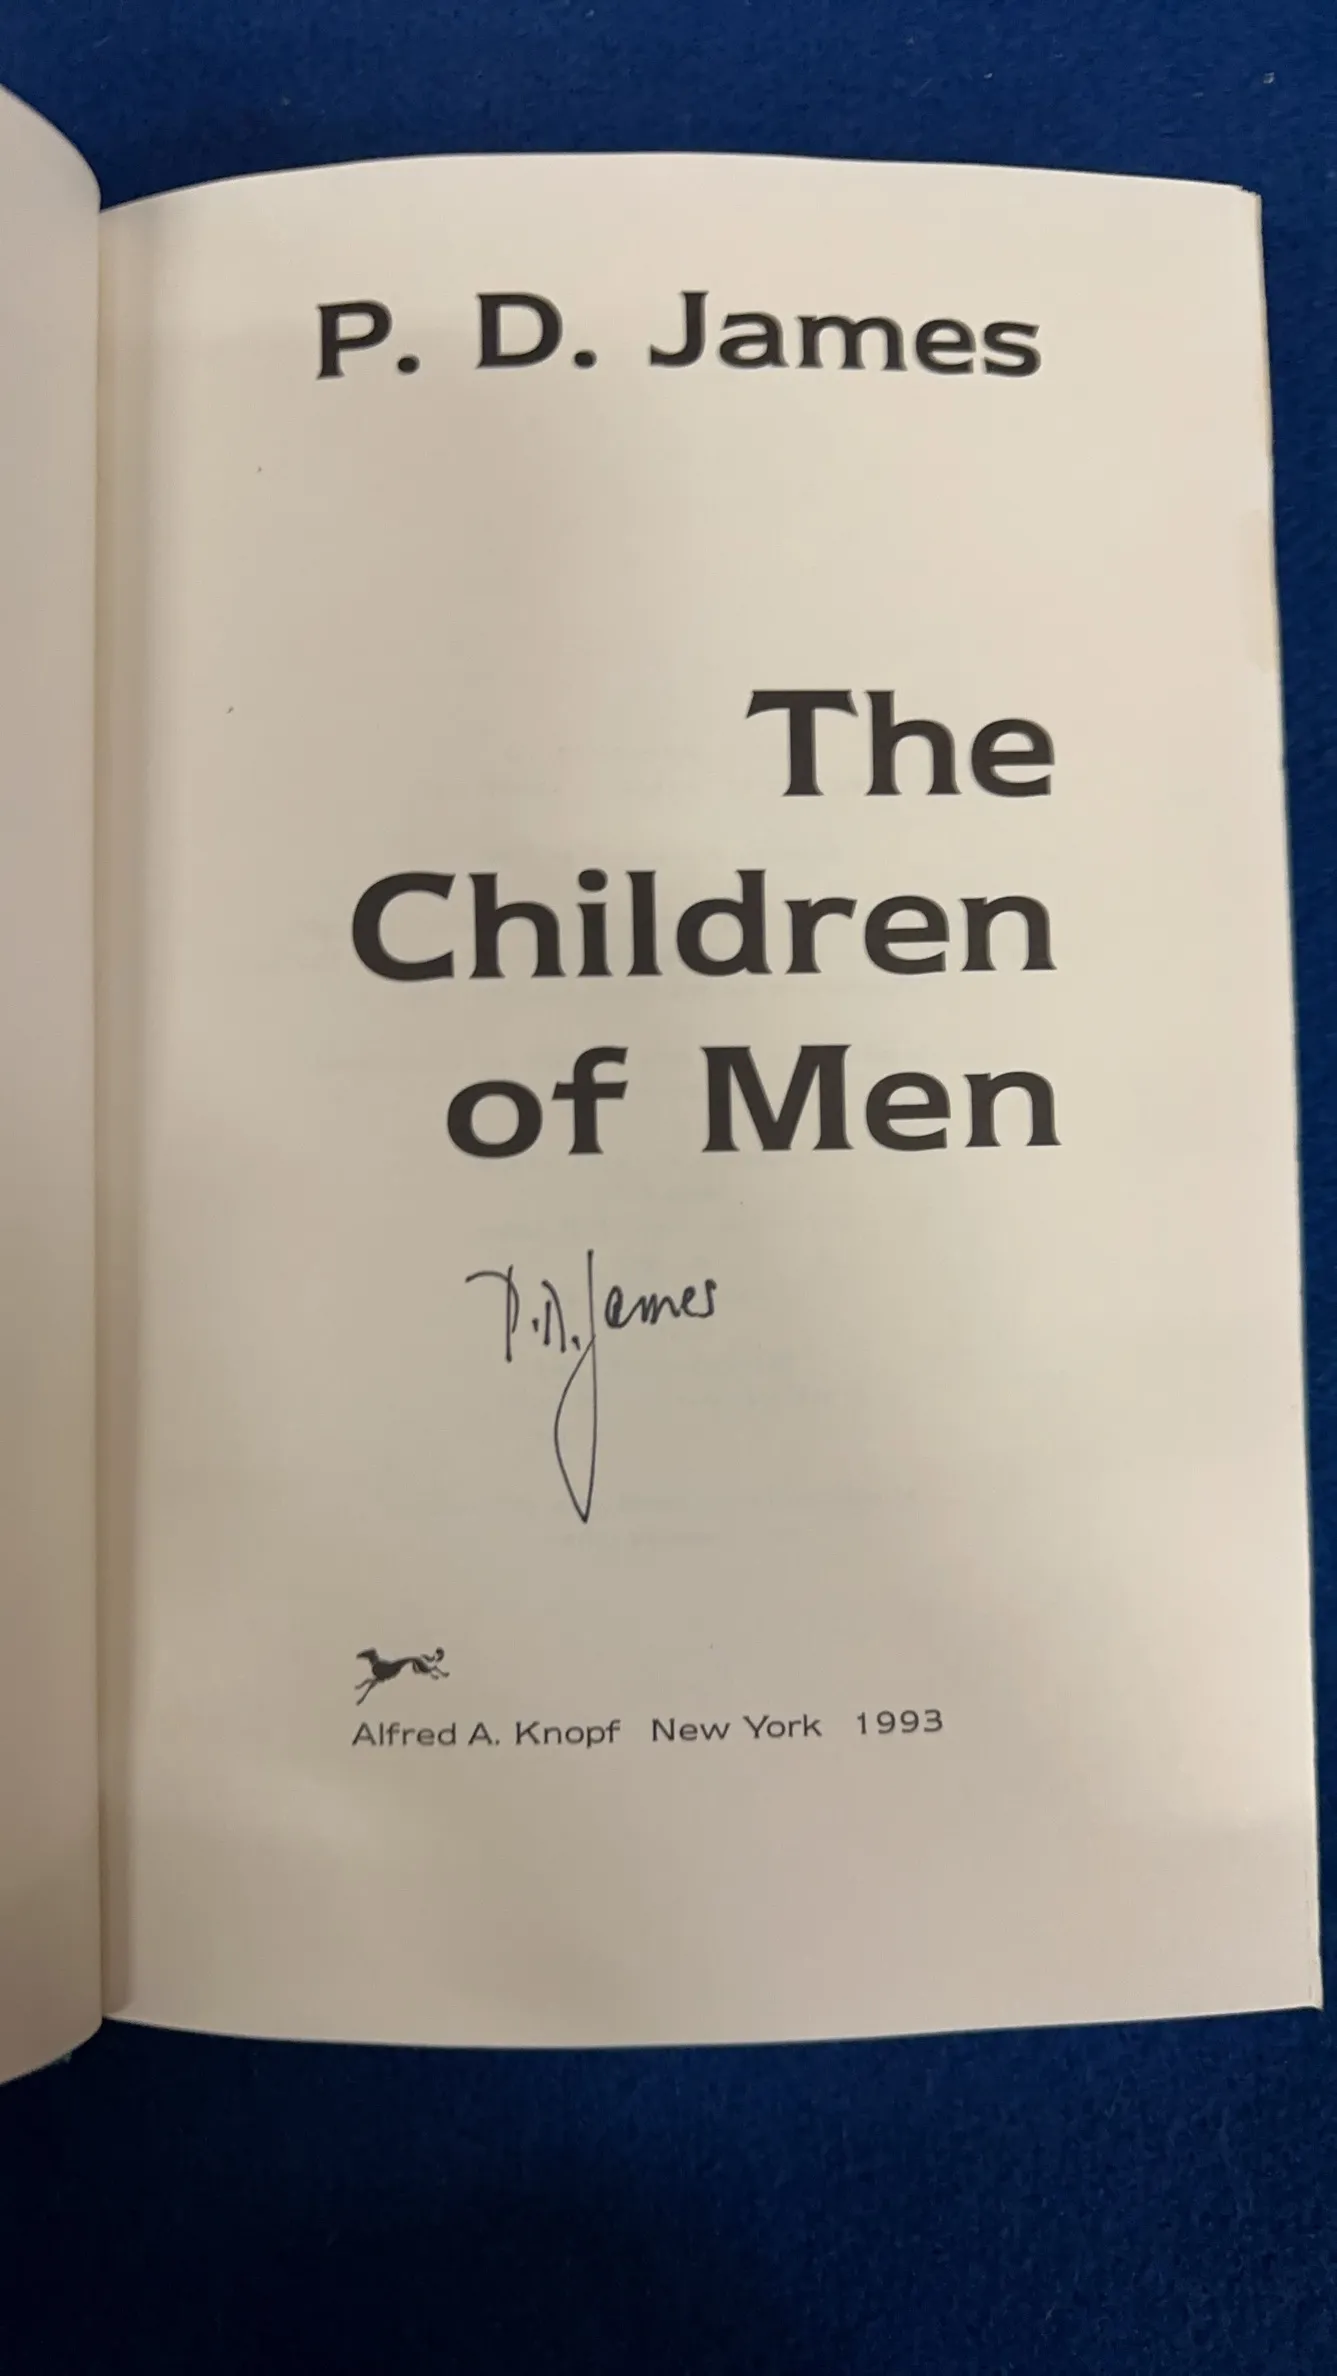 P. D. James
The
Children
of Men
P.D. James
Alfred A. Knopf New York 1993